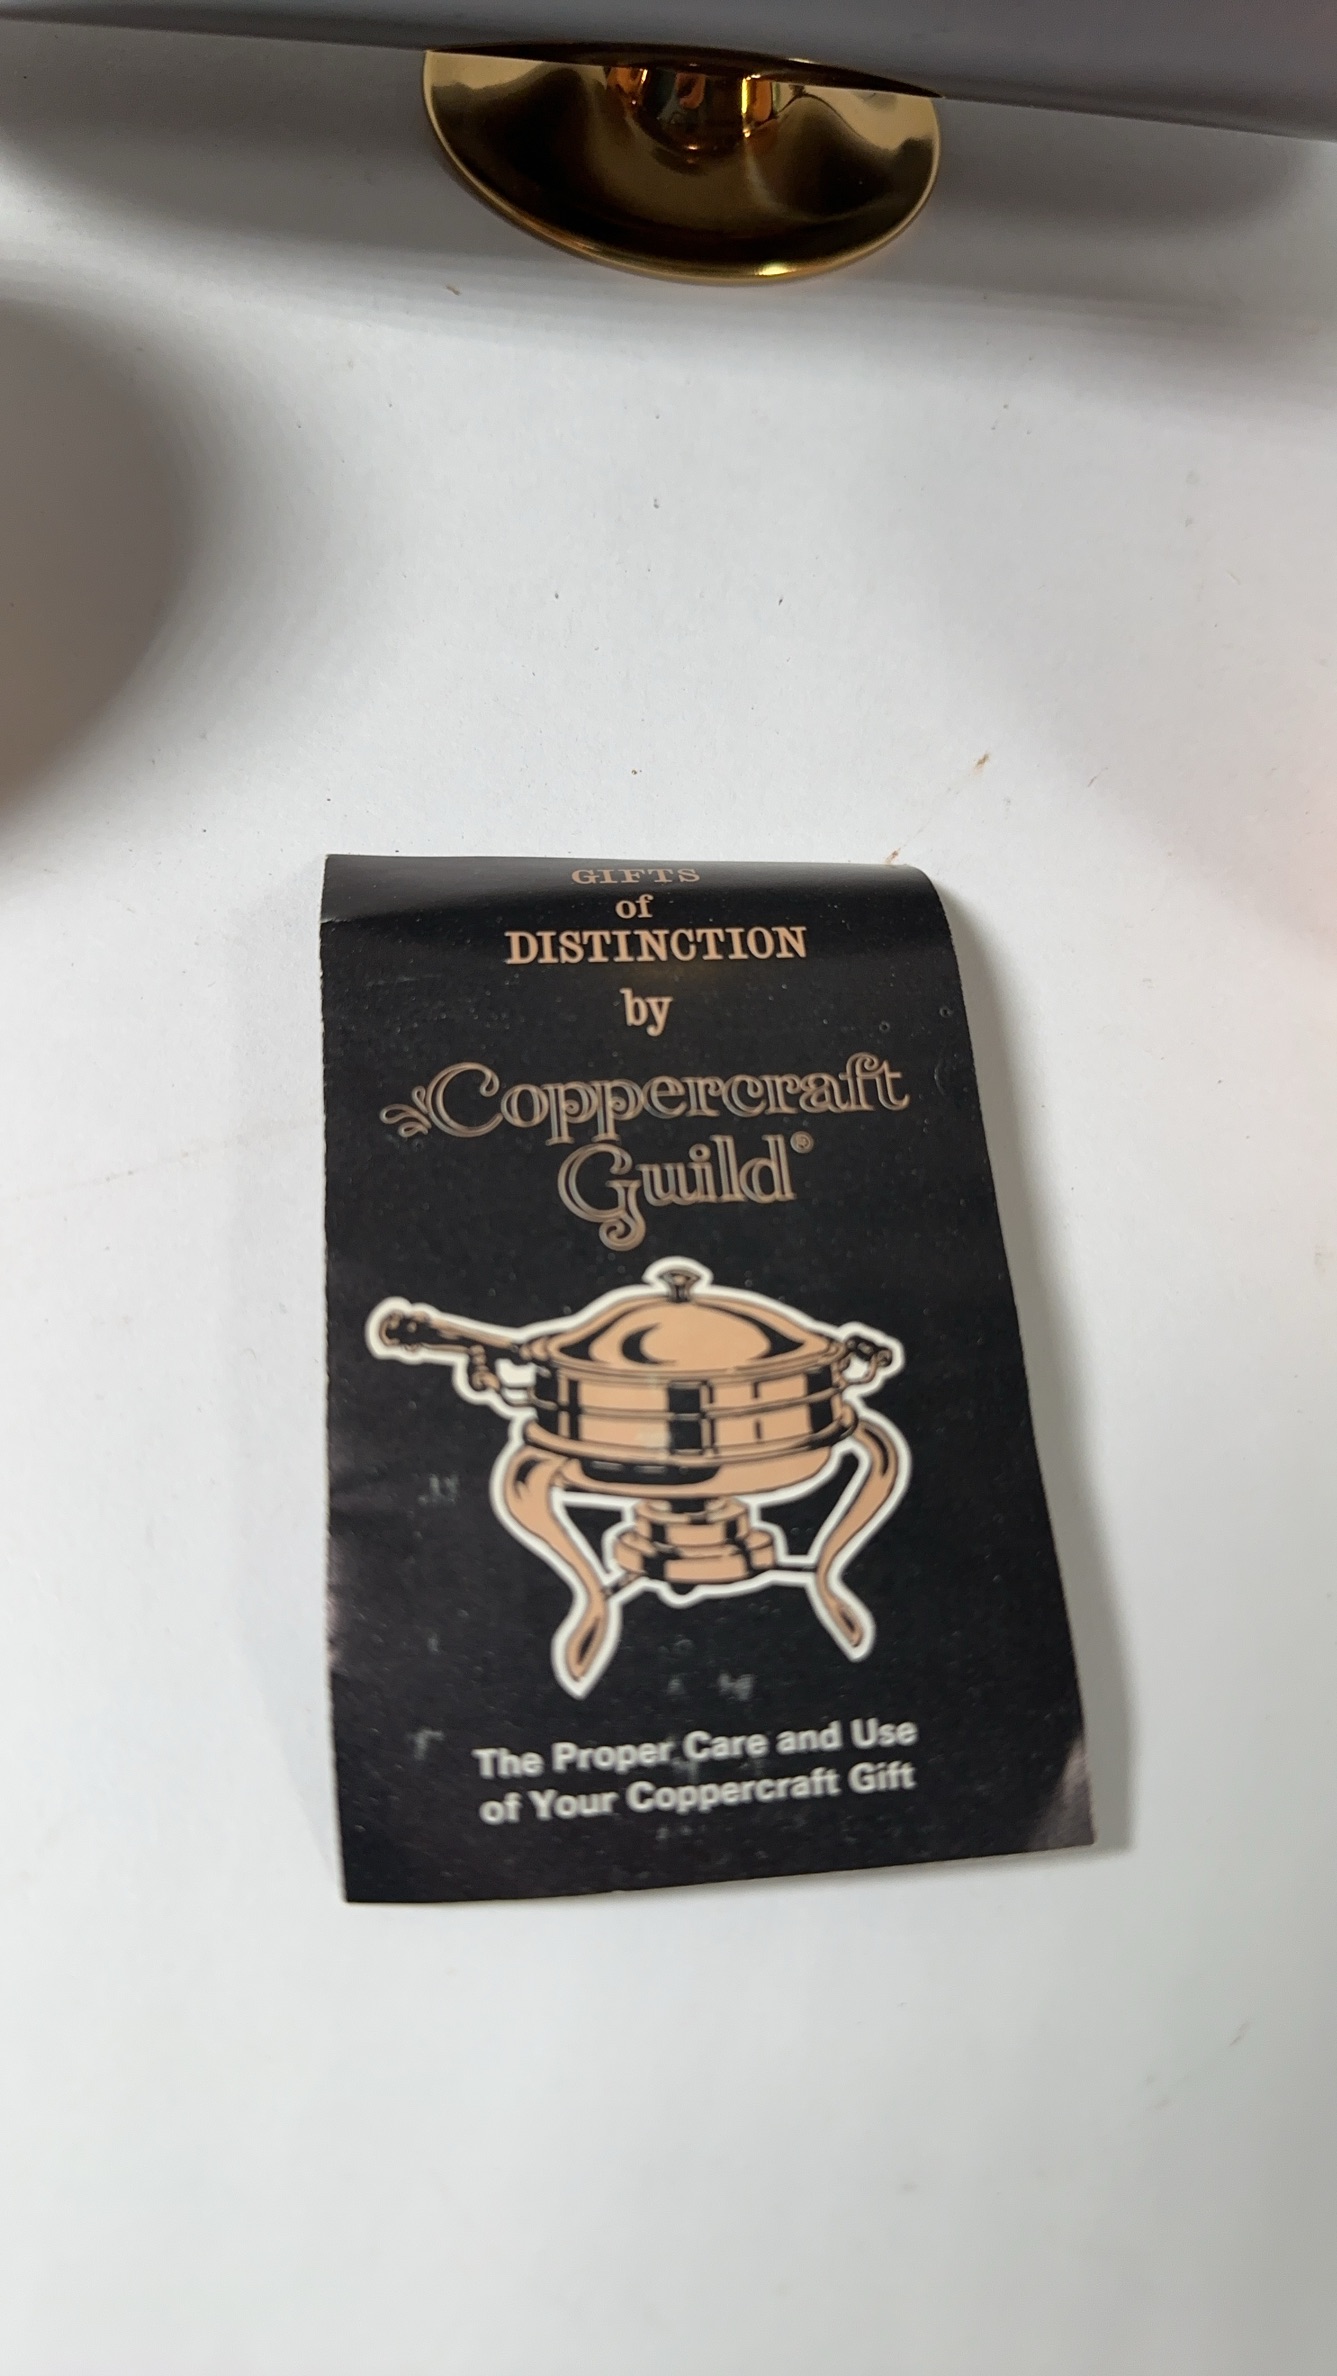 GIFTS
of
DISTINCTION
by
Coppercraft
Guild®
The Proper Care and Use
of Your Coppercraft Gift